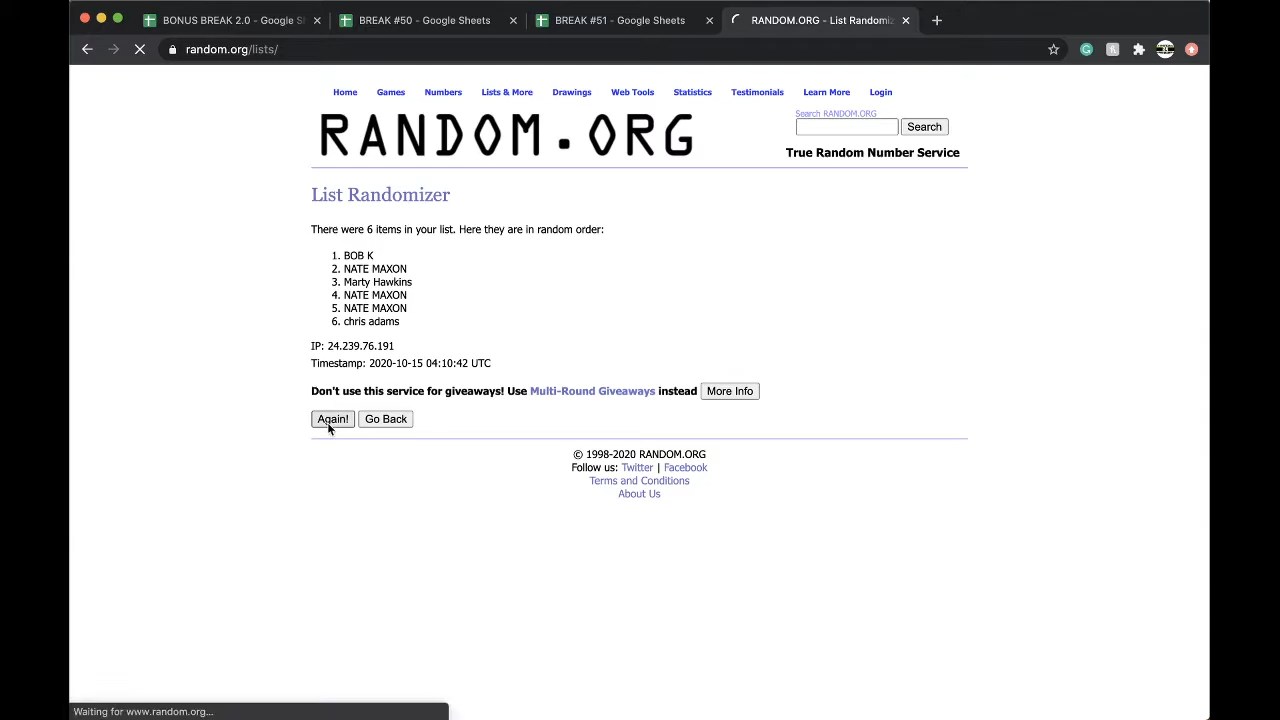 BONUS BREAK 2.0 - Google S
BREAK #50 - Google Sheets
BREAK #51 - Google Sheets
RANDOM.ORG - List Randomiz
random.org/lists/
Home Games Numbers Lists & More Drawings Web Tools Statistics Testimonials Learn More Login
Search RANDOM.ORG
RANDOM.ORG
Search
True Random Number Service
List Randomizer
There were 6 items in your list. Here they are in random order:
1. BOB K
2. NATE MAXON
3. Marty Hawkins
4. NATE MAXON
5. NATE MAXON
6. chris adams
IP: 24.239.76.191
Timestamp: 2020-10-15 04:10:42 UTC
Don't use this service for giveaways! Use Multi-Round Giveaways instead More Info
Again! Go Back
© 1998-2020 RANDOM.ORG
Follow us: Twitter | Facebook
Terms and Conditions
About Us
Waiting for www.random.org...